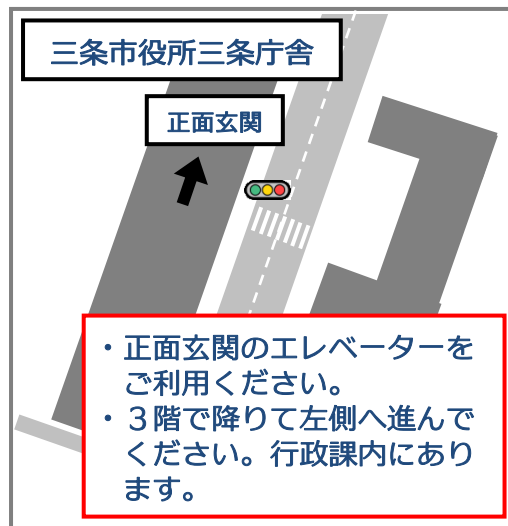 三条市役所三条庁舎
正面玄関
・正面玄関のエレベーターを
ご利用ください。
・３階で降りて左側へ進んで
ください。行政課内にあり
ます。